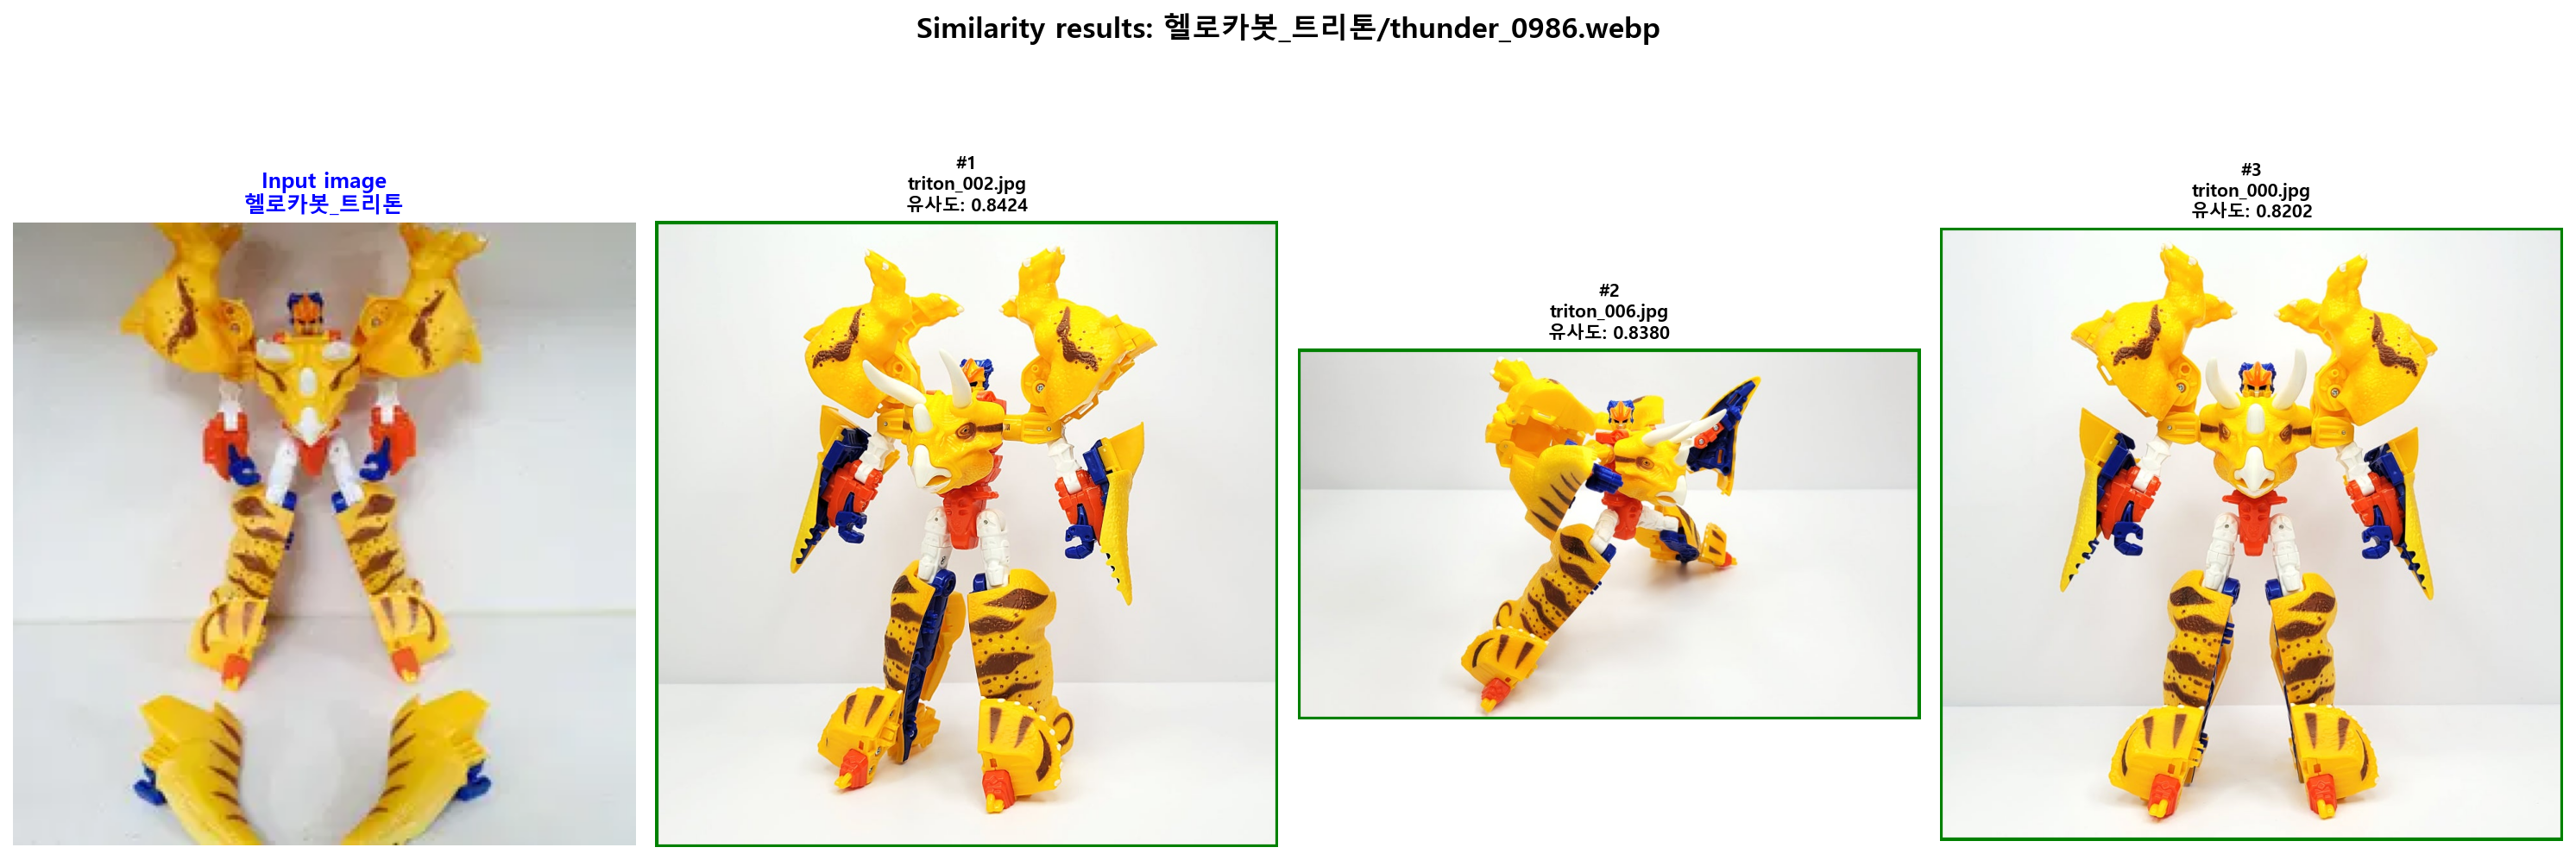 Similarity results: 헬로카봇_트리톤/thunder_0986.webp
Input image
헬로카봇_트리톤
#1
triton_002.jpg
유사도: 0.8424
#2
triton_006.jpg
유사도: 0.8380
#3
triton_000.jpg
유사도: 0.8202